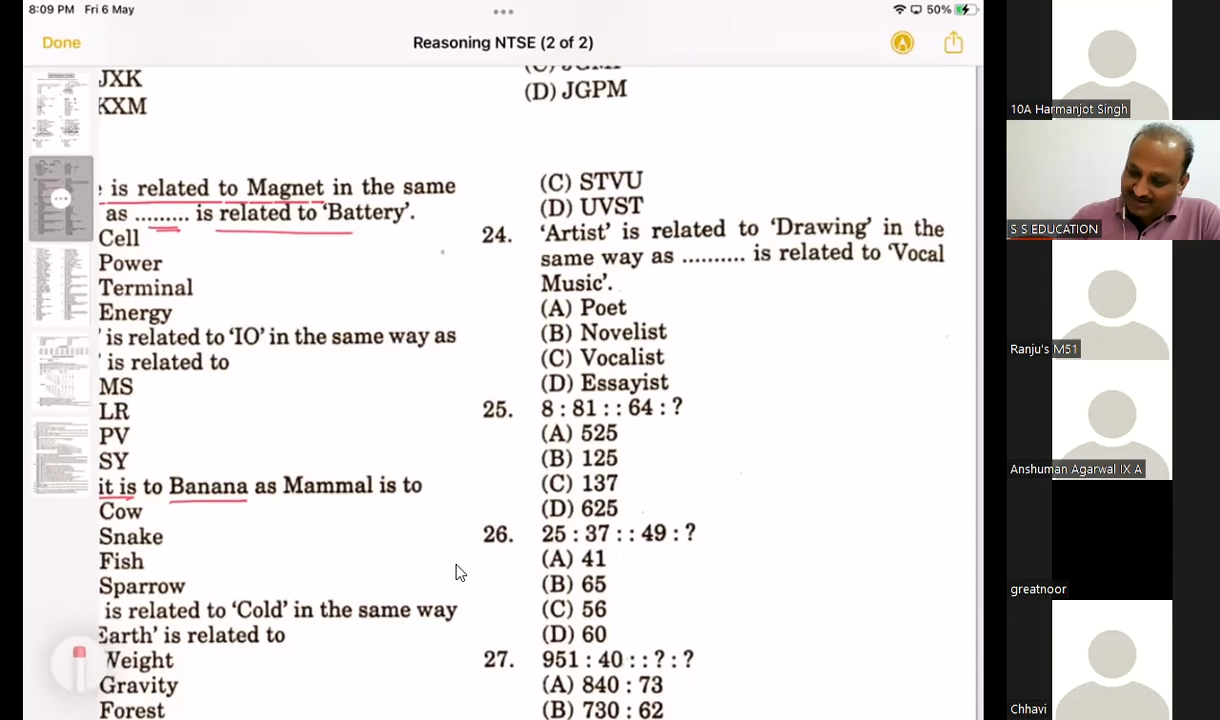 8:09 PM Fri 6 May
50%
Done
Reasoning NTSE (2 of 2)
JXK
KXM
(D) JGPM
is related to Magnet in the same
as ......... is related to 'Battery'.
Cell
Power
Terminal
Energy
' is related to 'IO' in the same way as
' is related to
MS
LR
PV
SY
it is to Banana as Mammal is to
Cow
Snake
Fish
Sparrow
is related to 'Cold' in the same way
Earth' is related to
Weight
Gravity
Forest
(C) STVU
(D) UVST
24. 'Artist' is related to 'Drawing' in the
same way as .......... is related to 'Vocal
Music'.
(A) Poet
(B) Novelist
(C) Vocalist
(D) Essayist
25. 8 : 81 : : 64 : ?
(A) 525
(B) 125
(C) 137
(D) 625
26. 25 : 37 : : 49 : ?
(A) 41
(B) 65
(C) 56
(D) 60
27. 951 : 40 : : ? : ?
(A) 840 : 73
(B) 730 : 62
10A Harmanjot Singh
S S EDUCATION
Ranju's M51
Anshuman Agarwal IX A
greatnoor
Chhavi